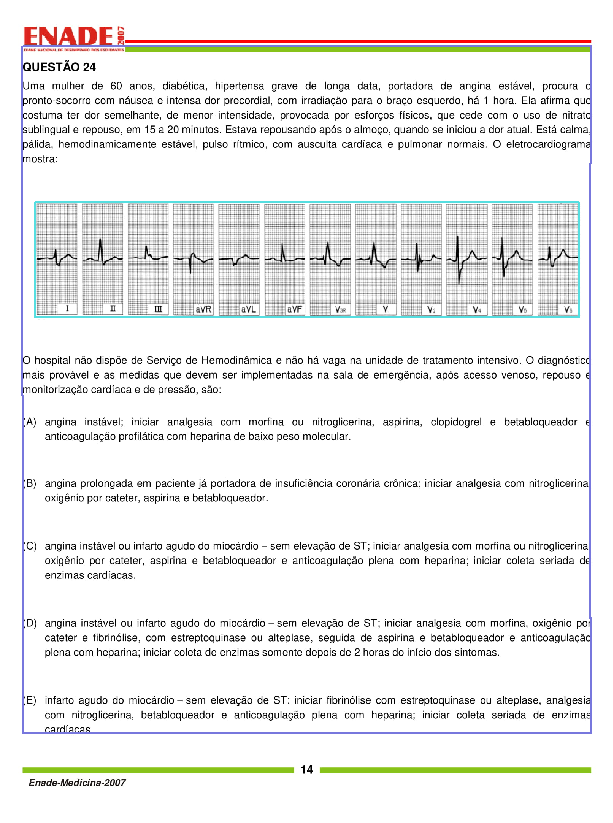 ENADE 2007
EXAME NACIONAL DE DESEMPENHO DOS ESTUDANTES
QUESTÃO 24
Uma mulher de 60 anos, diabética, hipertensa grave de longa data, portadora de angina estável, procura o
pronto-socorro com náusea e intensa dor precordial, com irradiação para o braço esquerdo, há 1 hora. Ela afirma que
costuma ter dor semelhante, de menor intensidade, provocada por esforços físicos, que cede com o uso de nitrato
sublingual e repouso, em 15 a 20 minutos. Estava repousando após o almoço, quando se iniciou a dor atual. Está calma,
pálida, hemodinamicamente estável, pulso rítmico, com ausculta cardíaca e pulmonar normais. O eletrocardiograma
mostra:
I II III aVR aVL aVF V3R V V2 V4 V5
O hospital não dispõe de Serviço de Hemodinâmica e não há vaga na unidade de tratamento intensivo. O diagnóstico
mais provável e as medidas que devem ser implementadas na sala de emergência, após acesso venoso, repouso e
monitorização cardíaca e de pressão, são:
(A) angina instável; iniciar analgesia com morfina ou nitroglicerina, aspirina, clopidogrel e betabloqueador e
anticoagulação profilática com heparina de baixo peso molecular.
(B) angina prolongada em paciente já portadora de insuficiência coronária crônica; iniciar analgesia com nitroglicerina,
oxigênio por cateter, aspirina e betabloqueador.
(C) angina instável ou infarto agudo do miocárdio – sem elevação de ST; iniciar analgesia com morfina ou nitroglicerina,
oxigênio por cateter, aspirina e betabloqueador e anticoagulação plena com heparina; iniciar coleta seriada de
enzimas cardíacas.
(D) angina instável ou infarto agudo do miocárdio – sem elevação de ST; iniciar analgesia com morfina, oxigênio por
cateter e fibrinólise, com estreptoquinase ou alteplase, seguida de aspirina e betabloqueador e anticoagulação
plena com heparina; iniciar coleta de enzimas somente depois de 2 horas do início dos sintomas.
(E) infarto agudo do miocárdio – sem elevação de ST; iniciar fibrinólise com estreptoquinase ou alteplase, analgesia
com nitroglicerina, betabloqueador e anticoagulação plena com heparina; iniciar coleta seriada de enzimas
cardíacas
14
Enade-Medicina-2007